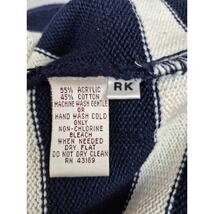 RK
55% ACRYLIC
45% COTTON
MACHINE WASH GENTLE
OR
HAND WASH COLD
ONLY
NON-CHLORINE
BLEACH
WHEN NEEDED
DRY FLAT
DO NOT DRY CLEAN
RN 43189